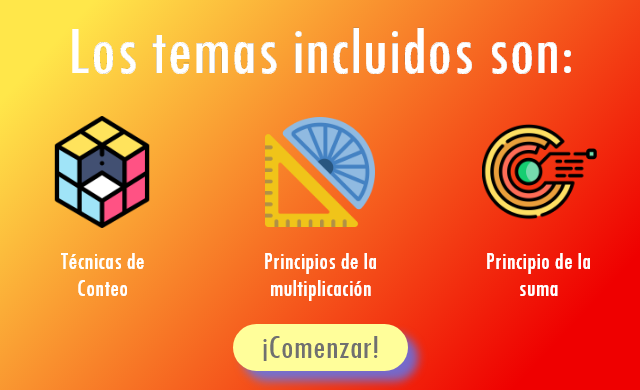 Los temas incluidos son:
Técnicas de
Conteo
Principios de la
multiplicación
Principio de la
suma
¡Comenzar!